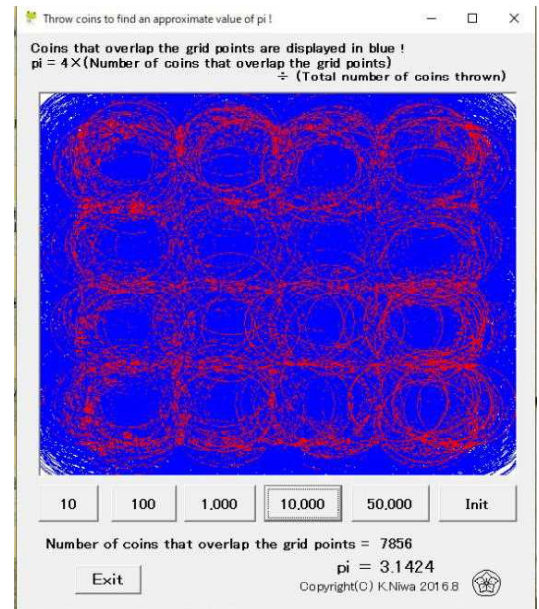 Throw coins to find an approximate value of pi !
Coins that overlap the grid points are displayed in blue !
pi = 4×(Number of coins that overlap the grid points)
÷ (Total number of coins thrown)
10 100 1,000 10,000 50,000 Init
Number of coins that overlap the grid points = 7856
pi = 3.1424
Exit
Copyright(C) K.Niwa 2016.8